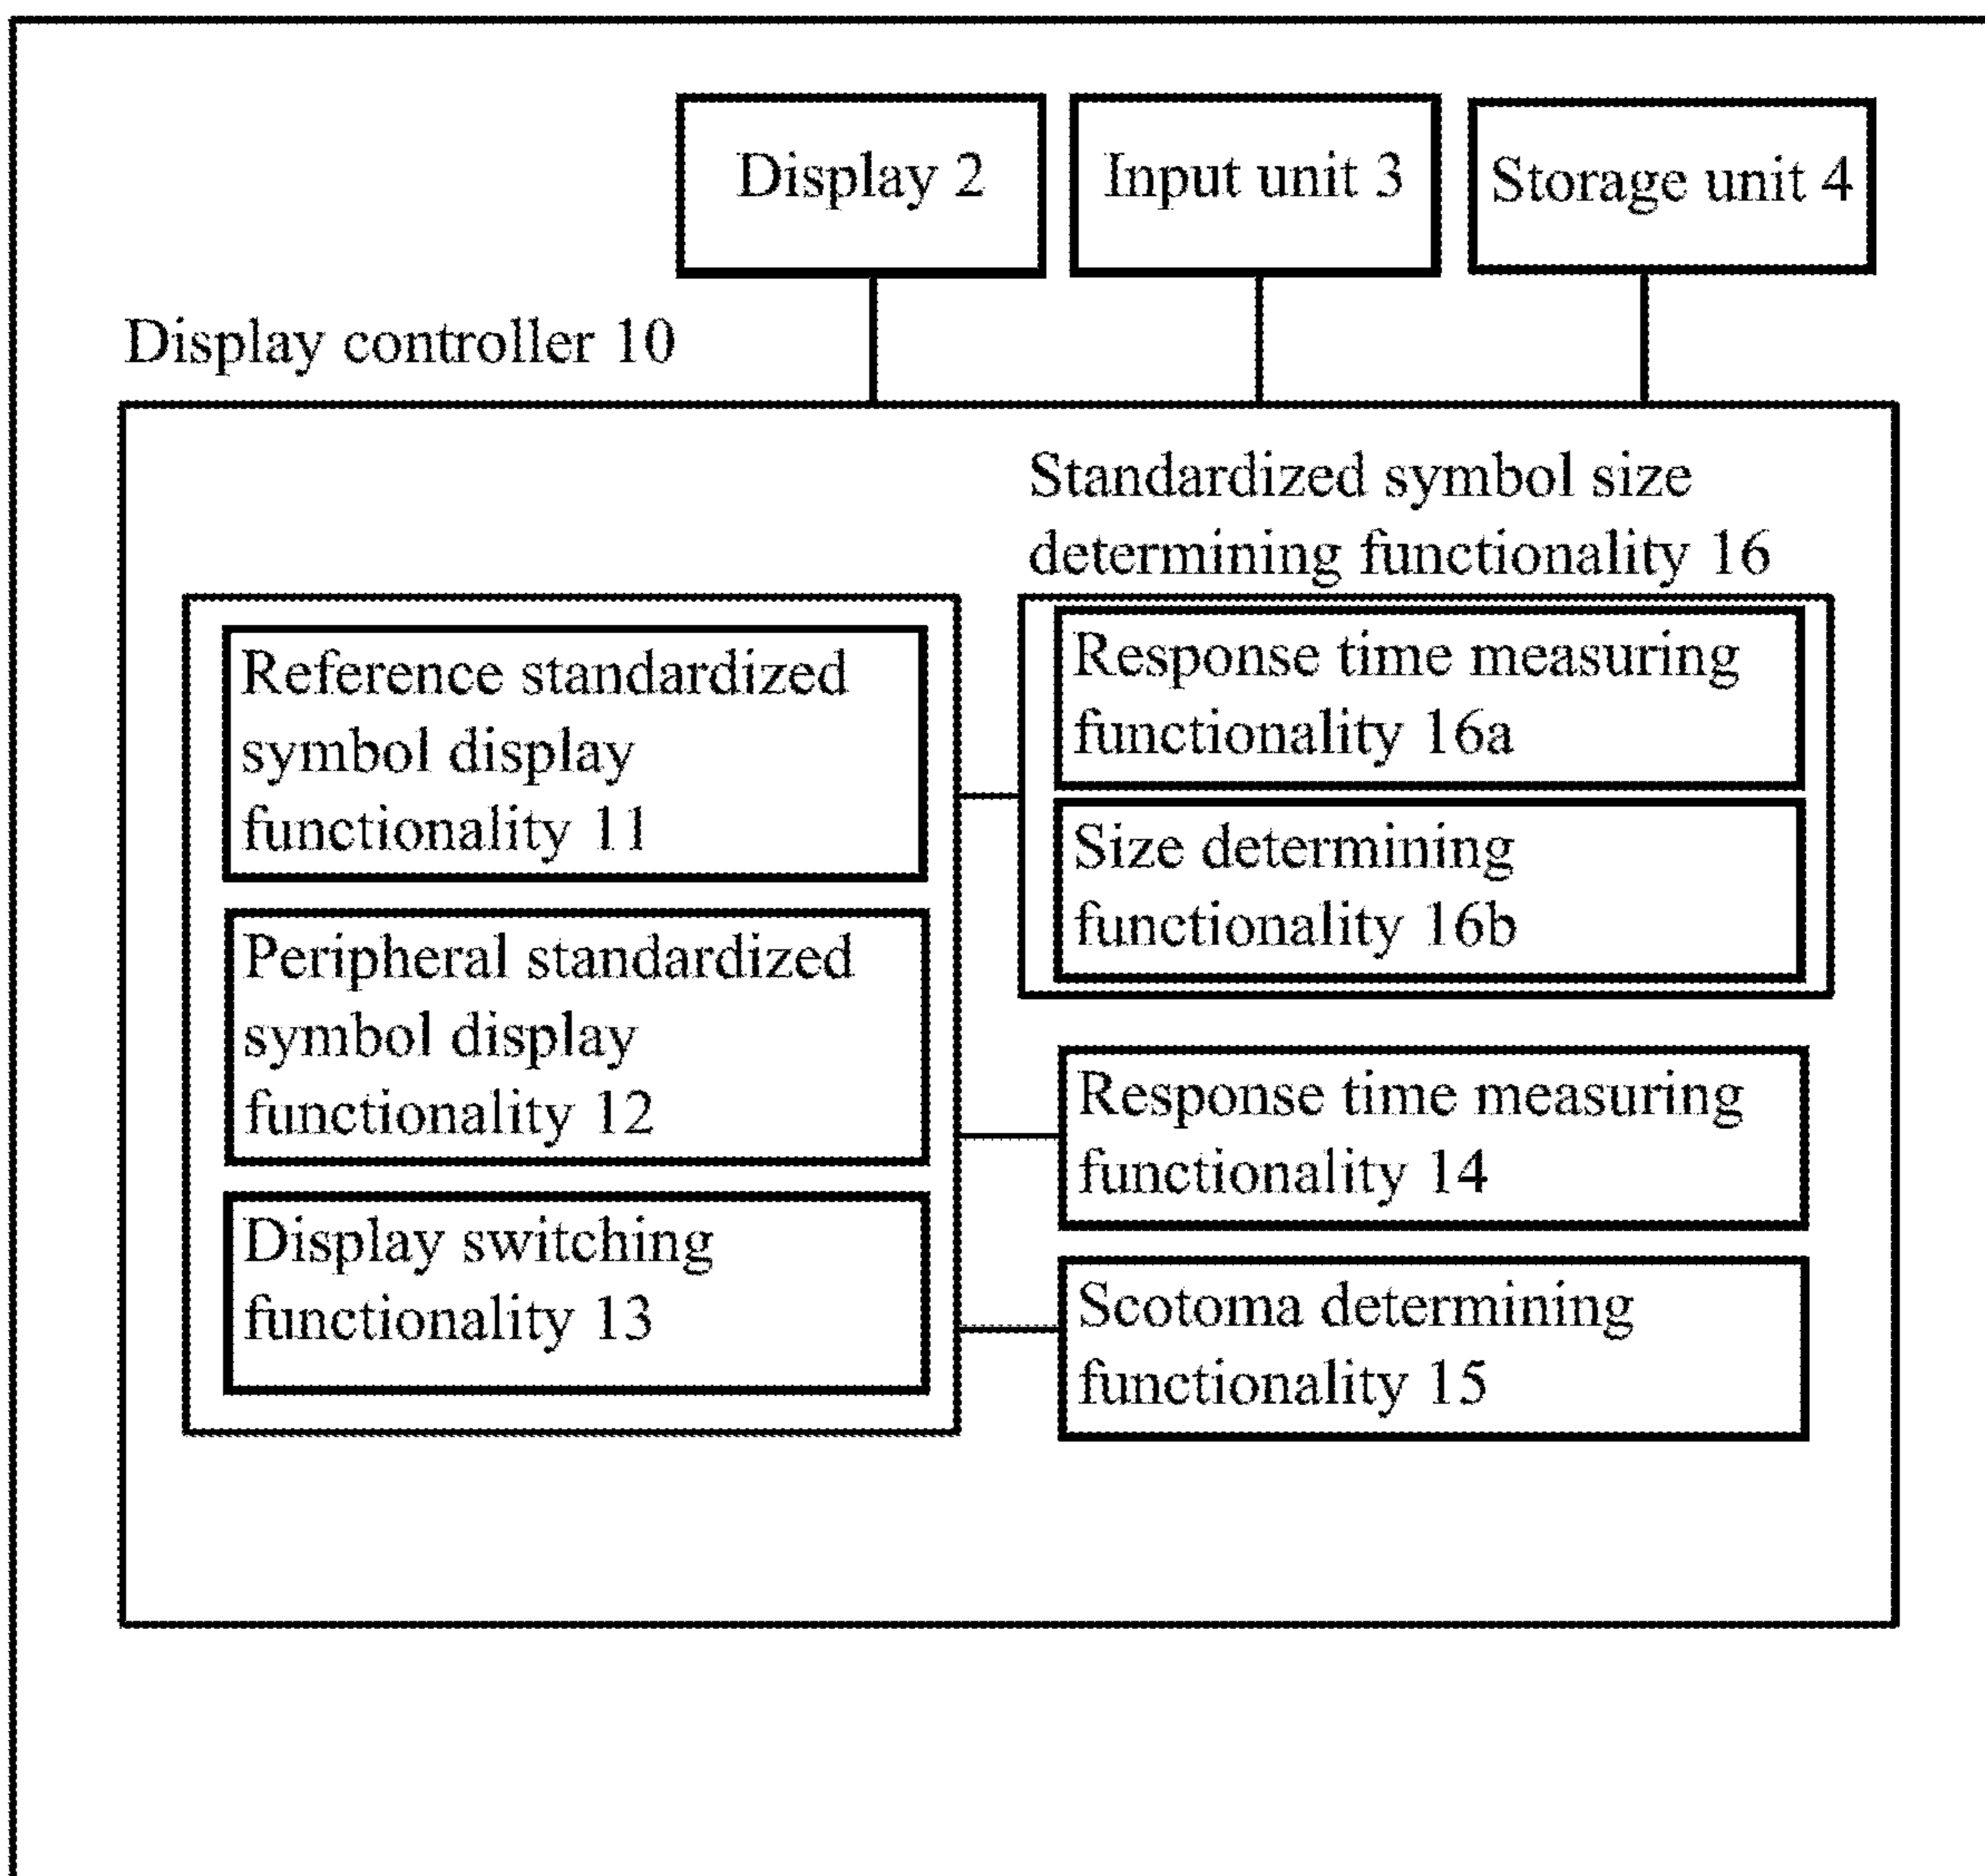 Display 2
Input unit 3
Storage unit 4
Display controller 10
Standardized symbol size
determining functionality 16
Reference standardized
symbol display
functionality 11
Peripheral standardized
symbol display
functionality 12
Display switching
functionality 13
Response time measuring
functionality 16a
Size determining
functionality 16b
Response time measuring
functionality 14
Scotoma determining
functionality 15